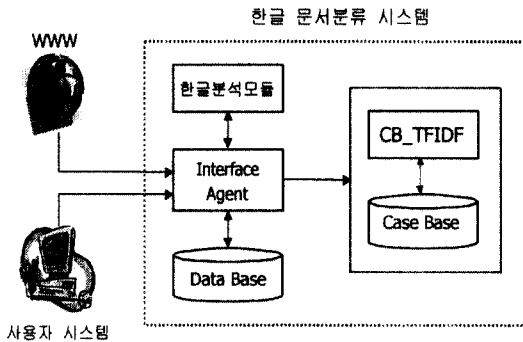 한글 문서분류 시스템
WWW
한글분석모듈
CB_TFIDF
Interface
Agent
Case Base
Data Base
사용자 시스템